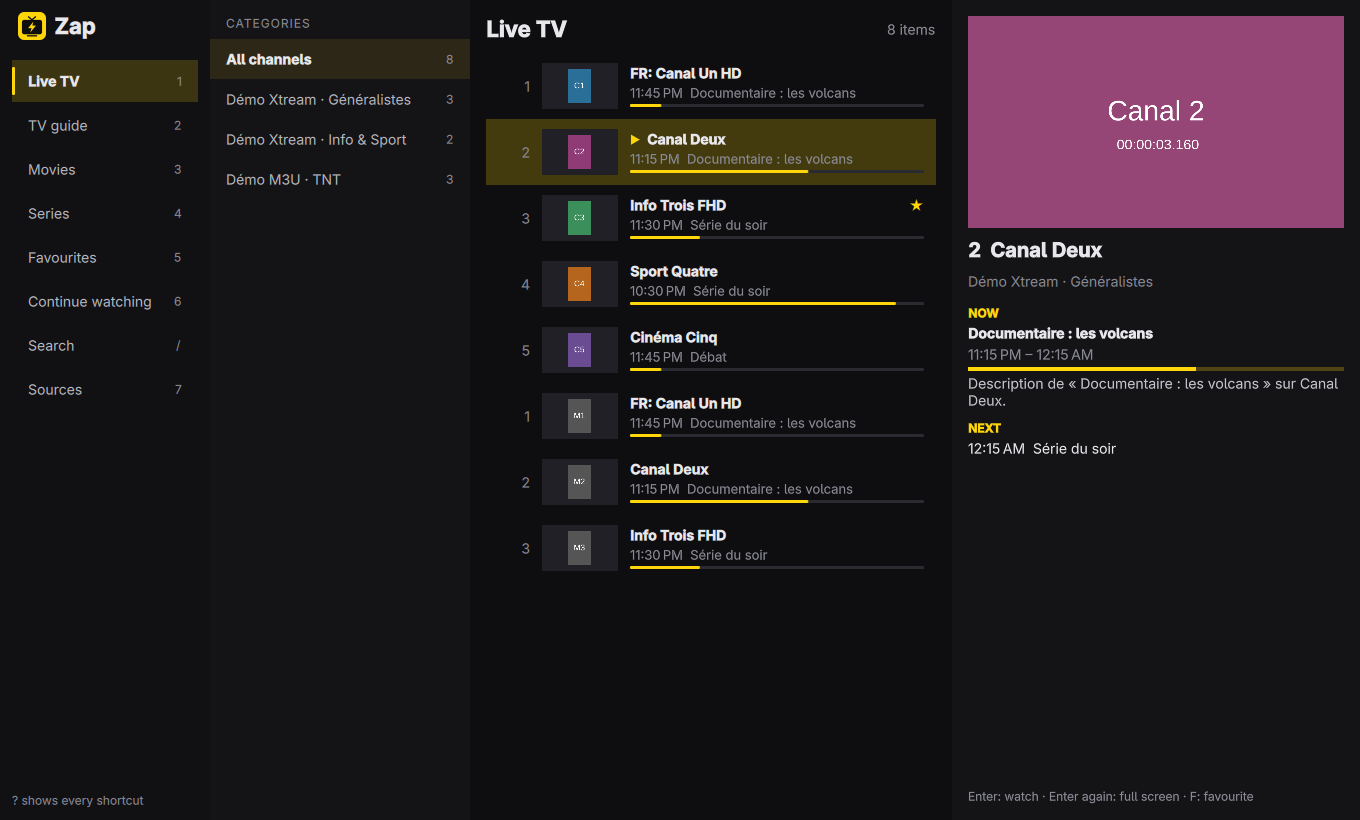 Zap
Live TV 1
TV guide 2
Movies 3
Series 4
Favourites 5
Continue watching 6
Search /
Sources 7
? shows every shortcut
CATEGORIES
All channels 8
Démo Xtream · Généralistes 3
Démo Xtream · Info & Sport 2
Démo M3U · TNT 3
Live TV 8 items
1 C1 FR: Canal Un HD
11:45 PM Documentaire : les volcans
2 C2 Canal Deux
11:15 PM Documentaire : les volcans
3 C3 Info Trois FHD
11:30 PM Série du soir
4 C4 Sport Quatre
10:30 PM Série du soir
5 C5 Cinéma Cinq
11:45 PM Débat
1 M1 FR: Canal Un HD
11:45 PM Documentaire : les volcans
2 M2 Canal Deux
11:15 PM Documentaire : les volcans
3 M3 Info Trois FHD
11:30 PM Série du soir
Canal 2
00:00:03.160
2 Canal Deux
Démo Xtream · Généralistes
NOW
Documentaire : les volcans
11:15 PM – 12:15 AM
Description de « Documentaire : les volcans » sur Canal
Deux.
NEXT
12:15 AM Série du soir
Enter: watch · Enter again: full screen · F: favourite